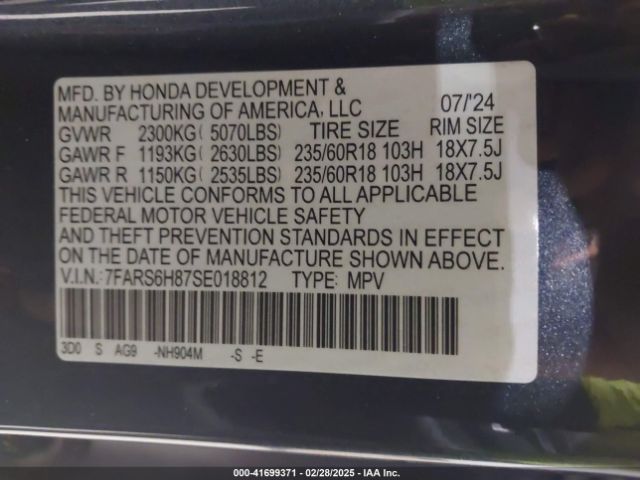 MFD. BY HONDA DEVELOPMENT &
MANUFACTURING OF AMERICA, LLC 07/'24
GVWR 2300KG( 5070LBS) TIRE SIZE RIM SIZE
GAWR F 1193KG( 2630LBS) 235/60R18 103H 18X7.5J
GAWR R 1150KG( 2535LBS) 235/60R18 103H 18X7.5J
THIS VEHICLE CONFORMS TO ALL APPLICABLE
FEDERAL MOTOR VEHICLE SAFETY
AND THEFT PREVENTION STANDARDS IN EFFECT
ON THE DATE OF MANUFACTURE SHOWN ABOVE.
V.I.N.:7FARS6H87SE018812 TYPE: MPV
3D0 S AG9 -NH904M -S -E
000-41699371 - 02/28/2025 - IAAI.COM